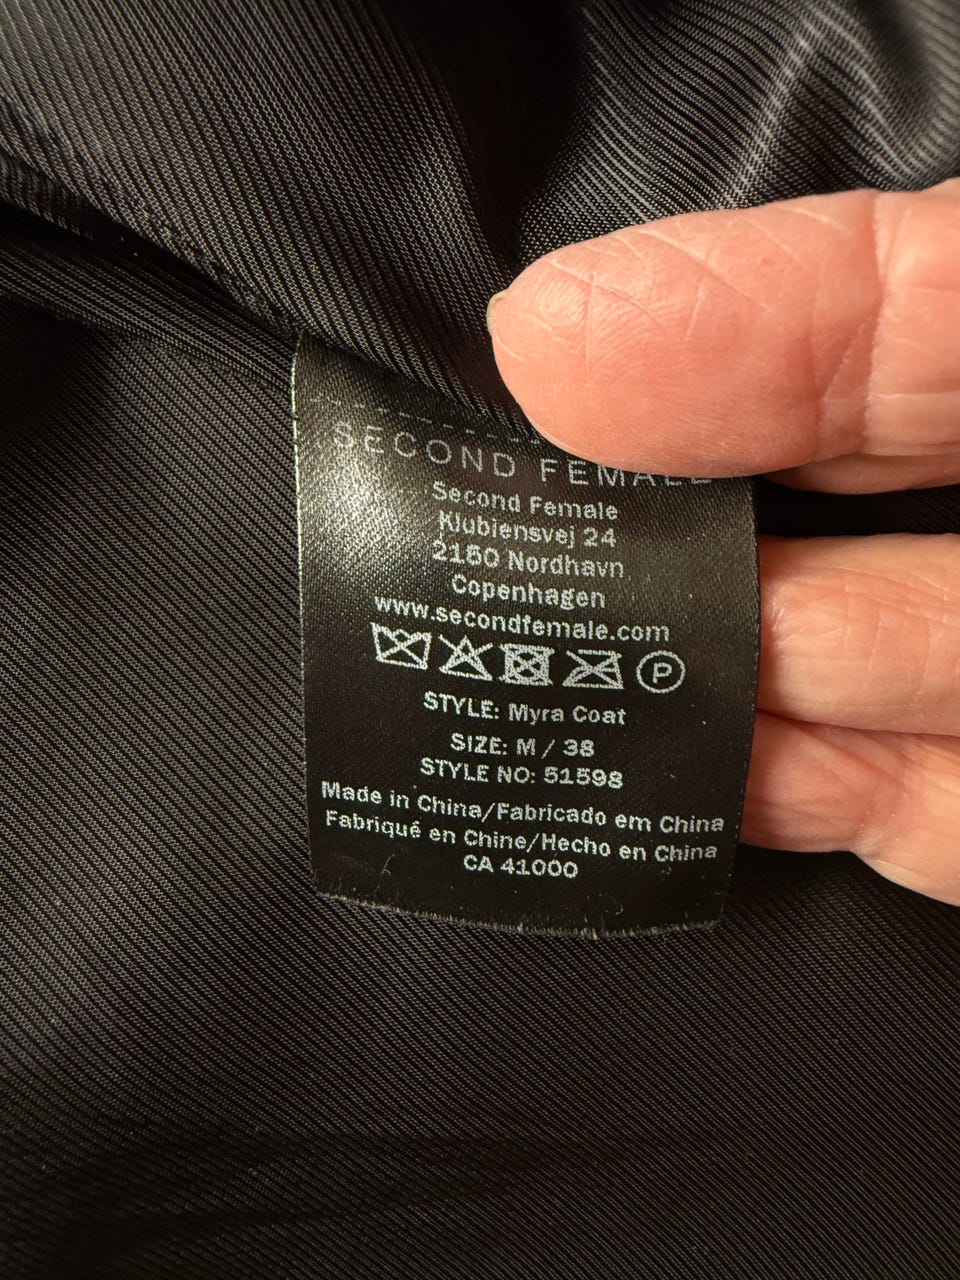 SECOND FEMALE
Second Female
Klubiensvej 24
2150 Nordhavn
Copenhagen
www.secondfemale.com
P
STYLE: Myra Coat
SIZE: M / 38
STYLE NO: 51598
Made in China/Fabricado em China
Fabriqué en Chine/Hecho en China
CA 41000